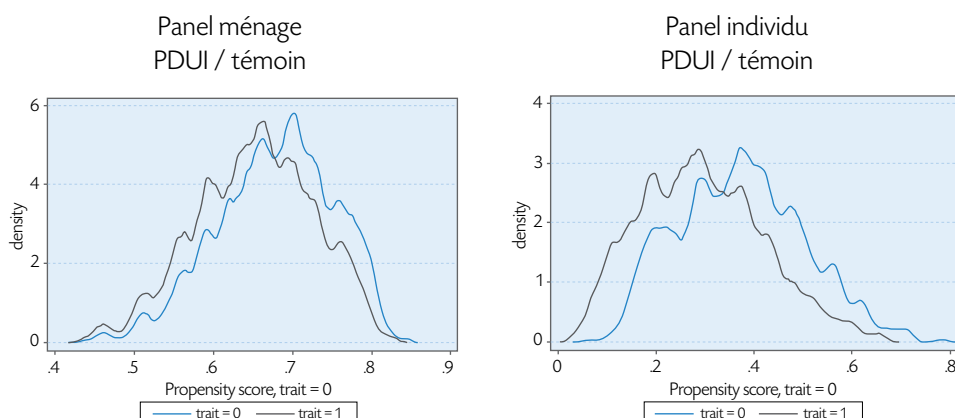 Panel ménage
PDUI / témoin
6
4
2
0
density
.4 .5 .6 .7 .8 .9
Propensity score, trait = 0
trait = 0 trait = 1
Panel individu
PDUI / témoin
4
3
2
1
0
density
0 .2 .4 .6 .8
Propensity score, trait = 0
trait = 0 trait = 1